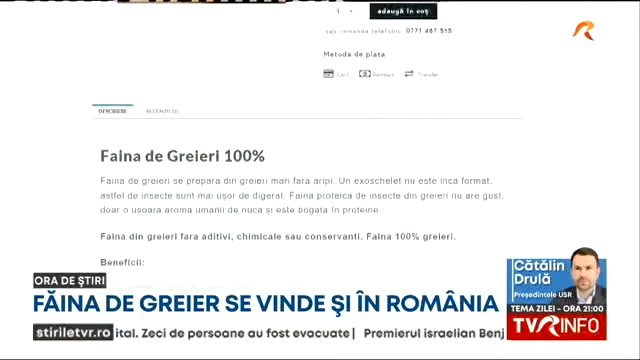 1
adaugă în coș
sau comanda telefonic 0771 487 515
Metoda de plata
Card Ramburs Transfer
DESCRIERE RECENZII (0)
Faina de Greieri 100%
Faina de greieri se prepara din greieri mari fara aripi. Un exoschelet nu este inca format,
astfel de insecte sunt mai ușor de digerat. Faina proteica de insecte din greieri nu are gust,
doar o usoara aroma umami de nuca și este bogata în proteine.
Faina din greieri fara aditivi, chimicale sau conservanti. Faina 100% greieri.
Beneficii:
Cătălin
Drulă
Președintele USR
TEMA ZILEI - ORA 21:00
TVR INFO
ORA DE ȘTIRI
FĂINA DE GREIER SE VINDE ŞI ÎN ROMÂNIA
stiriletvr.ro ital. Zeci de persoane au fost evacuate | Premierul israelian Benj